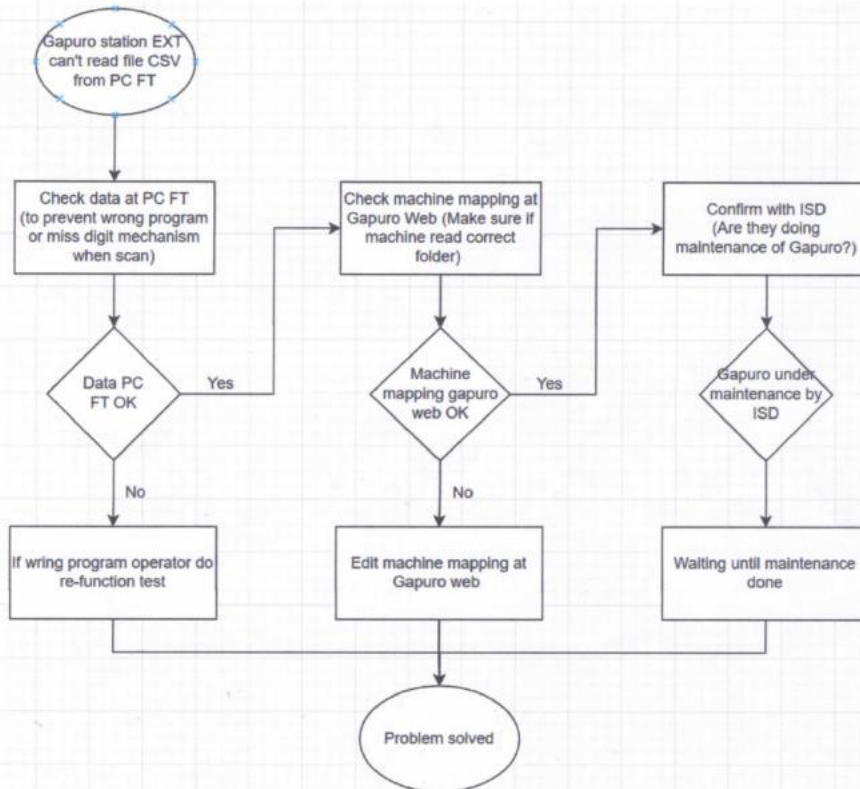 Gapuro station EXT
can't read file CSV
from PC FT
Check data at PC FT
(to prevent wrong program
or miss digit mechanism
when scan)
Check machine mapping at
Gapuro Web (Make sure if
machine read correct
folder)
Confirm with ISD
(Are they doing
maintenance of Gapuro?)
Data PC
FT OK
Yes
Machine
mapping gapuro
web OK
Yes
Gapuro under
maintenance by
ISD
No
No
If wring program operator do
re-function test
Edit machine mapping at
Gapuro web
Waiting until maintenance
done
Problem solved